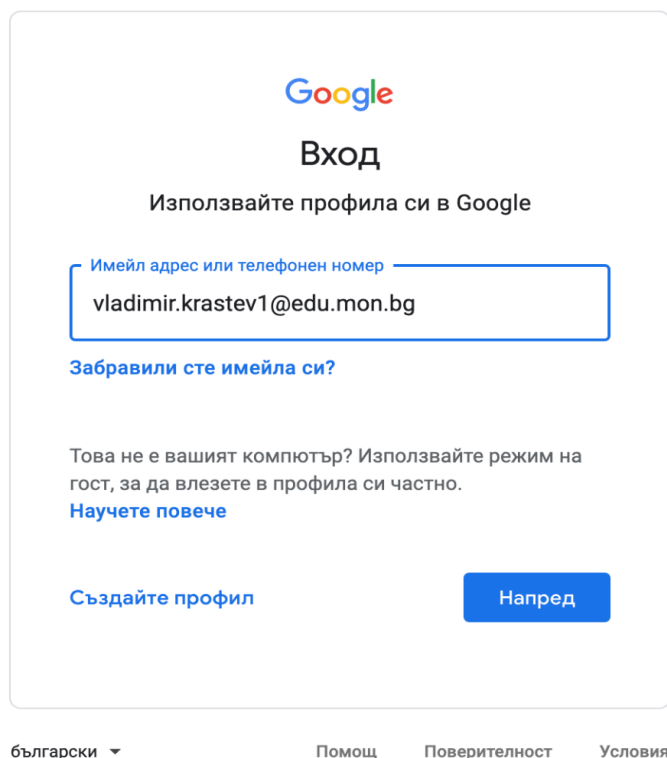 Google
Вход
Използвайте профила си в Google
Имейл адрес или телефонен номер
vladimir.krastev1@edu.mon.bg
Забравили сте имейла си?
Това не е вашият компютър? Използвайте режим на
гост, за да влезете в профила си частно.
Научете повече
Създайте профил Напред
български Помощ Поверителност Условия